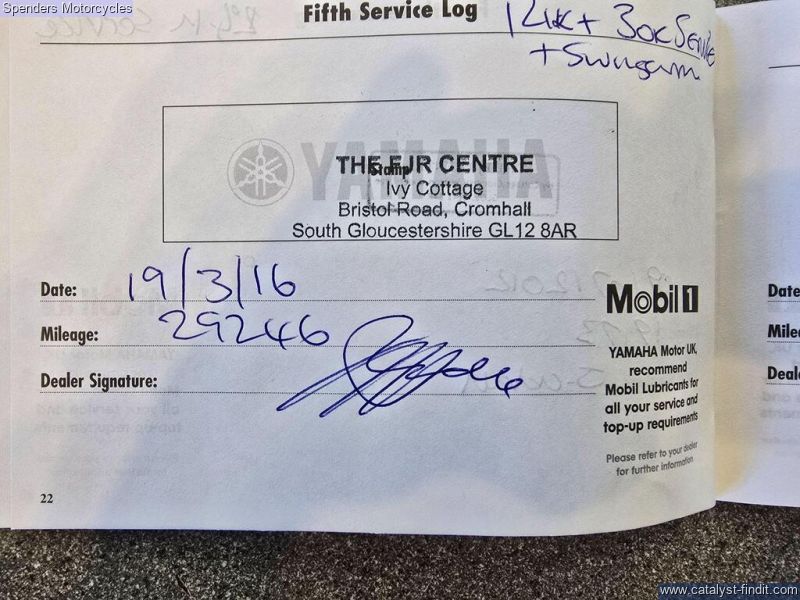 Spenders Motorcycles
Fifth Service Log
+ 30K Service
+ Swingarm
YAMAHA
Stamp
THE FJR CENTRE
Ivy Cottage
Bristol Road, Cromhall
South Gloucestershire GL12 8AR
Date: 19/3/16
Mileage: 29246
Dealer Signature:
Mobil 1
YAMAHA Motor UK,
recommend
Mobil Lubricants for
all your service and
top-up requirements
Please refer to your dealer
for further information
22
Date
Mile
Deale
www.catalyst-findit.com